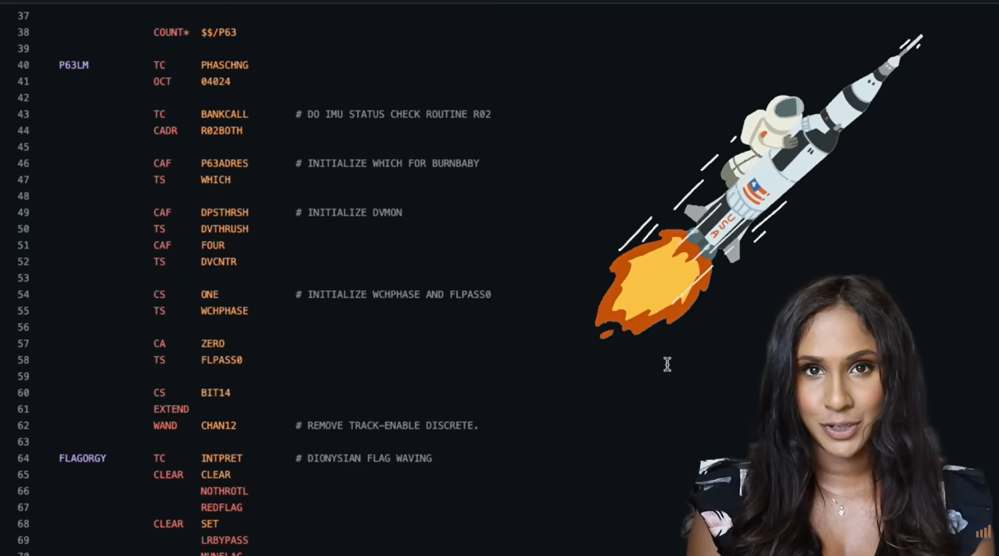 37
38 COUNT* $$/P63
39
40 P63LM TC PHASCHNG
41 OCT 04024
42
43 TC BANKCALL # DO IMU STATUS CHECK ROUTINE R02
44 CADR R02BOTH
45
46 CAF P63ADRES # INITIALIZE WHICH FOR BURNBABY
47 TS WHICH
48
49 CAF DPSTHRSH # INITIALIZE DVMON
50 TS DVTHRUSH
51 CAF FOUR
52 TS DVCNTR
53
54 CS ONE # INITIALIZE WCHPHASE AND FLPASS0
55 TS WCHPHASE
56
57 CA ZERO
58 TS FLPASS0
59
60 CS BIT14
61 EXTEND
62 WAND CHAN12 # REMOVE TRACK-ENABLE DISCRETE.
63
64 FLAGORGY TC INTPRET # DIONYSIAN FLAG WAVING
65 CLEAR CLEAR
66 NOTHROTL
67 REDFLAG
68 CLEAR SET
69 LRBYPASS
70 MUNFLAG
USA